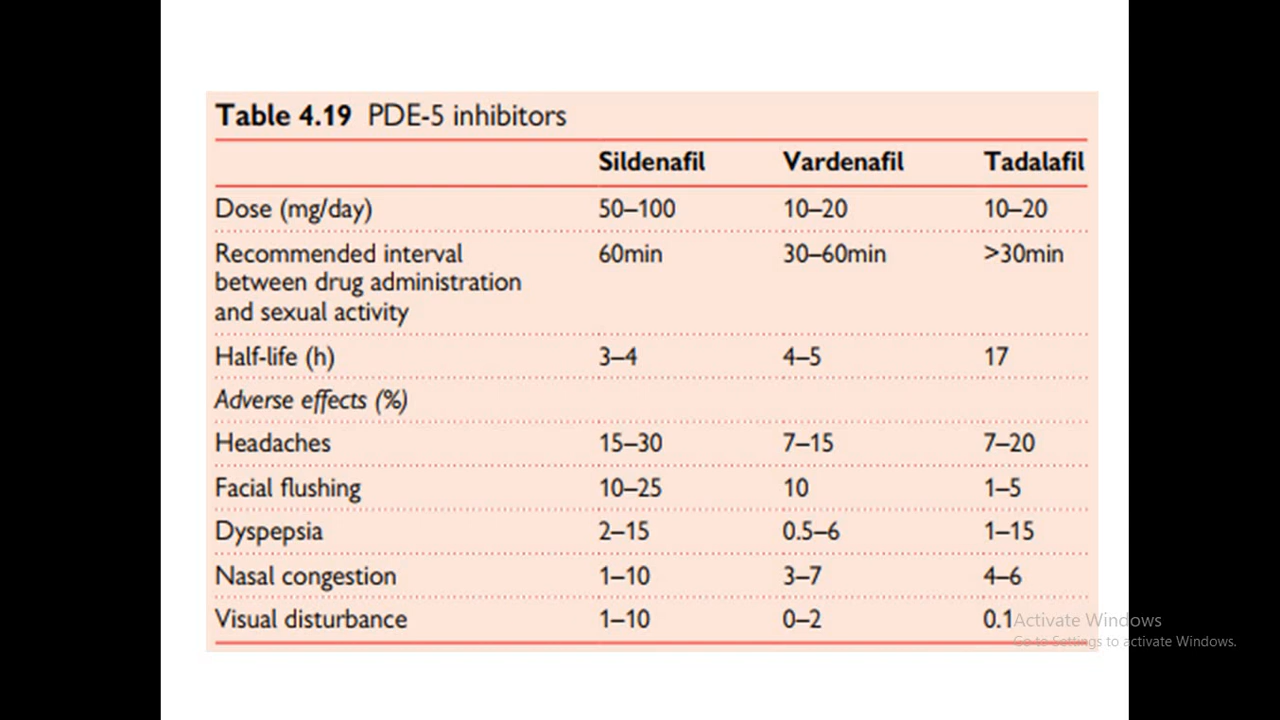 Table 4.19 PDE-5 inhibitors
Sildenafil Vardenafil Tadalafil
Dose (mg/day) 50–100 10–20 10–20
Recommended interval 60min 30–60min >30min
between drug administration
and sexual activity
Half-life (h) 3–4 4–5 17
Adverse effects (%)
Headaches 15–30 7–15 7–20
Facial flushing 10–25 10 1–5
Dyspepsia 2–15 0.5–6 1–15
Nasal congestion 1–10 3–7 4–6
Visual disturbance 1–10 0–2 0.1
Activate Windows
Go to Settings to activate Windows.